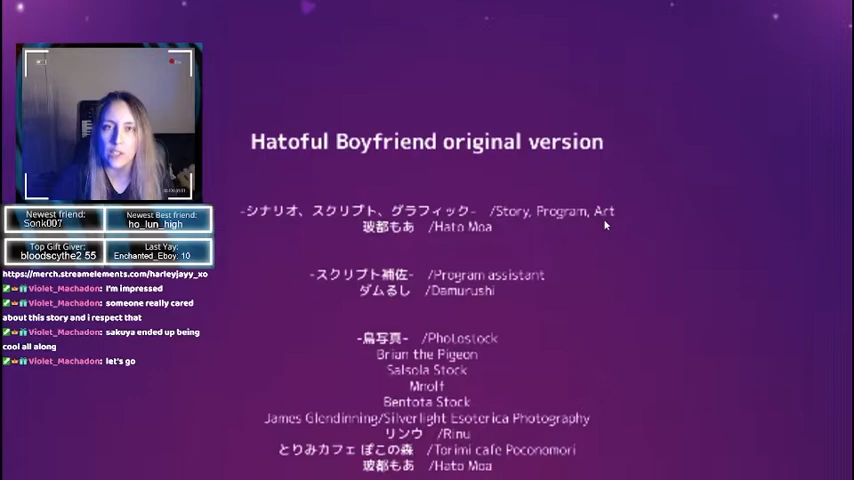 Hatoful Boyfriend original version
-シナリオ、スクリプト、グラフィック- /Story, Program, Art
玻都もあ /Hato Moa
-スクリプト補佐- /Program assistant
ダムるし /Damurushi
-鳥写真- /Photostock
Brian the Pigeon
Salsola Stock
Mnolf
Bentota Stock
James Glendinning/Silverlight Esoterica Photography
リンウ /Rinu
とりみカフェ ぽこの森 /Torimi cafe Poconomori
玻都もあ /Hato Moa
Newest friend:
Sonk007
Newest Best friend:
ho_lun_high
Top Gift Giver:
bloodscythe2 55
Last Yay:
Enchanted_Eboy: 10
https://merch.streamelements.com/harleyjayy_xo
Violet_Machadon: I'm impressed
Violet_Machadon: someone really cared
about this story and i respect that
Violet_Machadon: sakuya ended up being
cool all along
Violet_Machadon: let's go